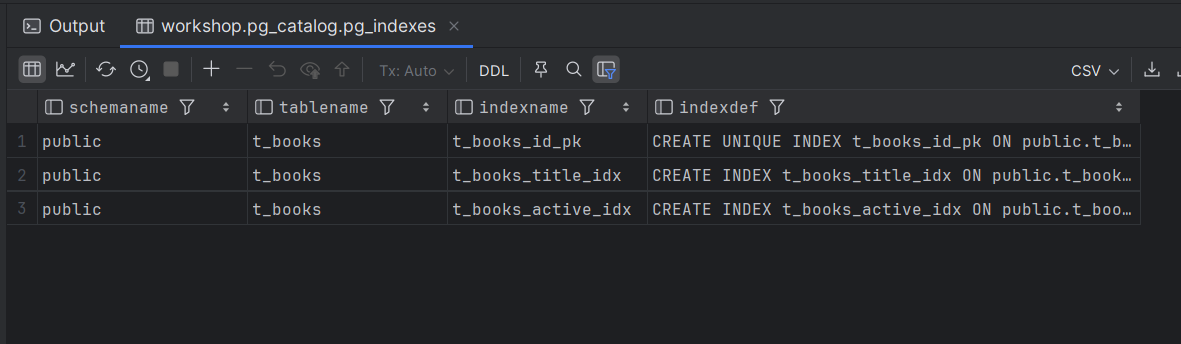 Output workshop.pg_catalog.pg_indexes
Tx: Auto DDL CSV
schemaname tablename indexname indexdef
1 public t_books t_books_id_pk CREATE UNIQUE INDEX t_books_id_pk ON public.t_b…
2 public t_books t_books_title_idx CREATE INDEX t_books_title_idx ON public.t_book…
3 public t_books t_books_active_idx CREATE INDEX t_books_active_idx ON public.t_boo…